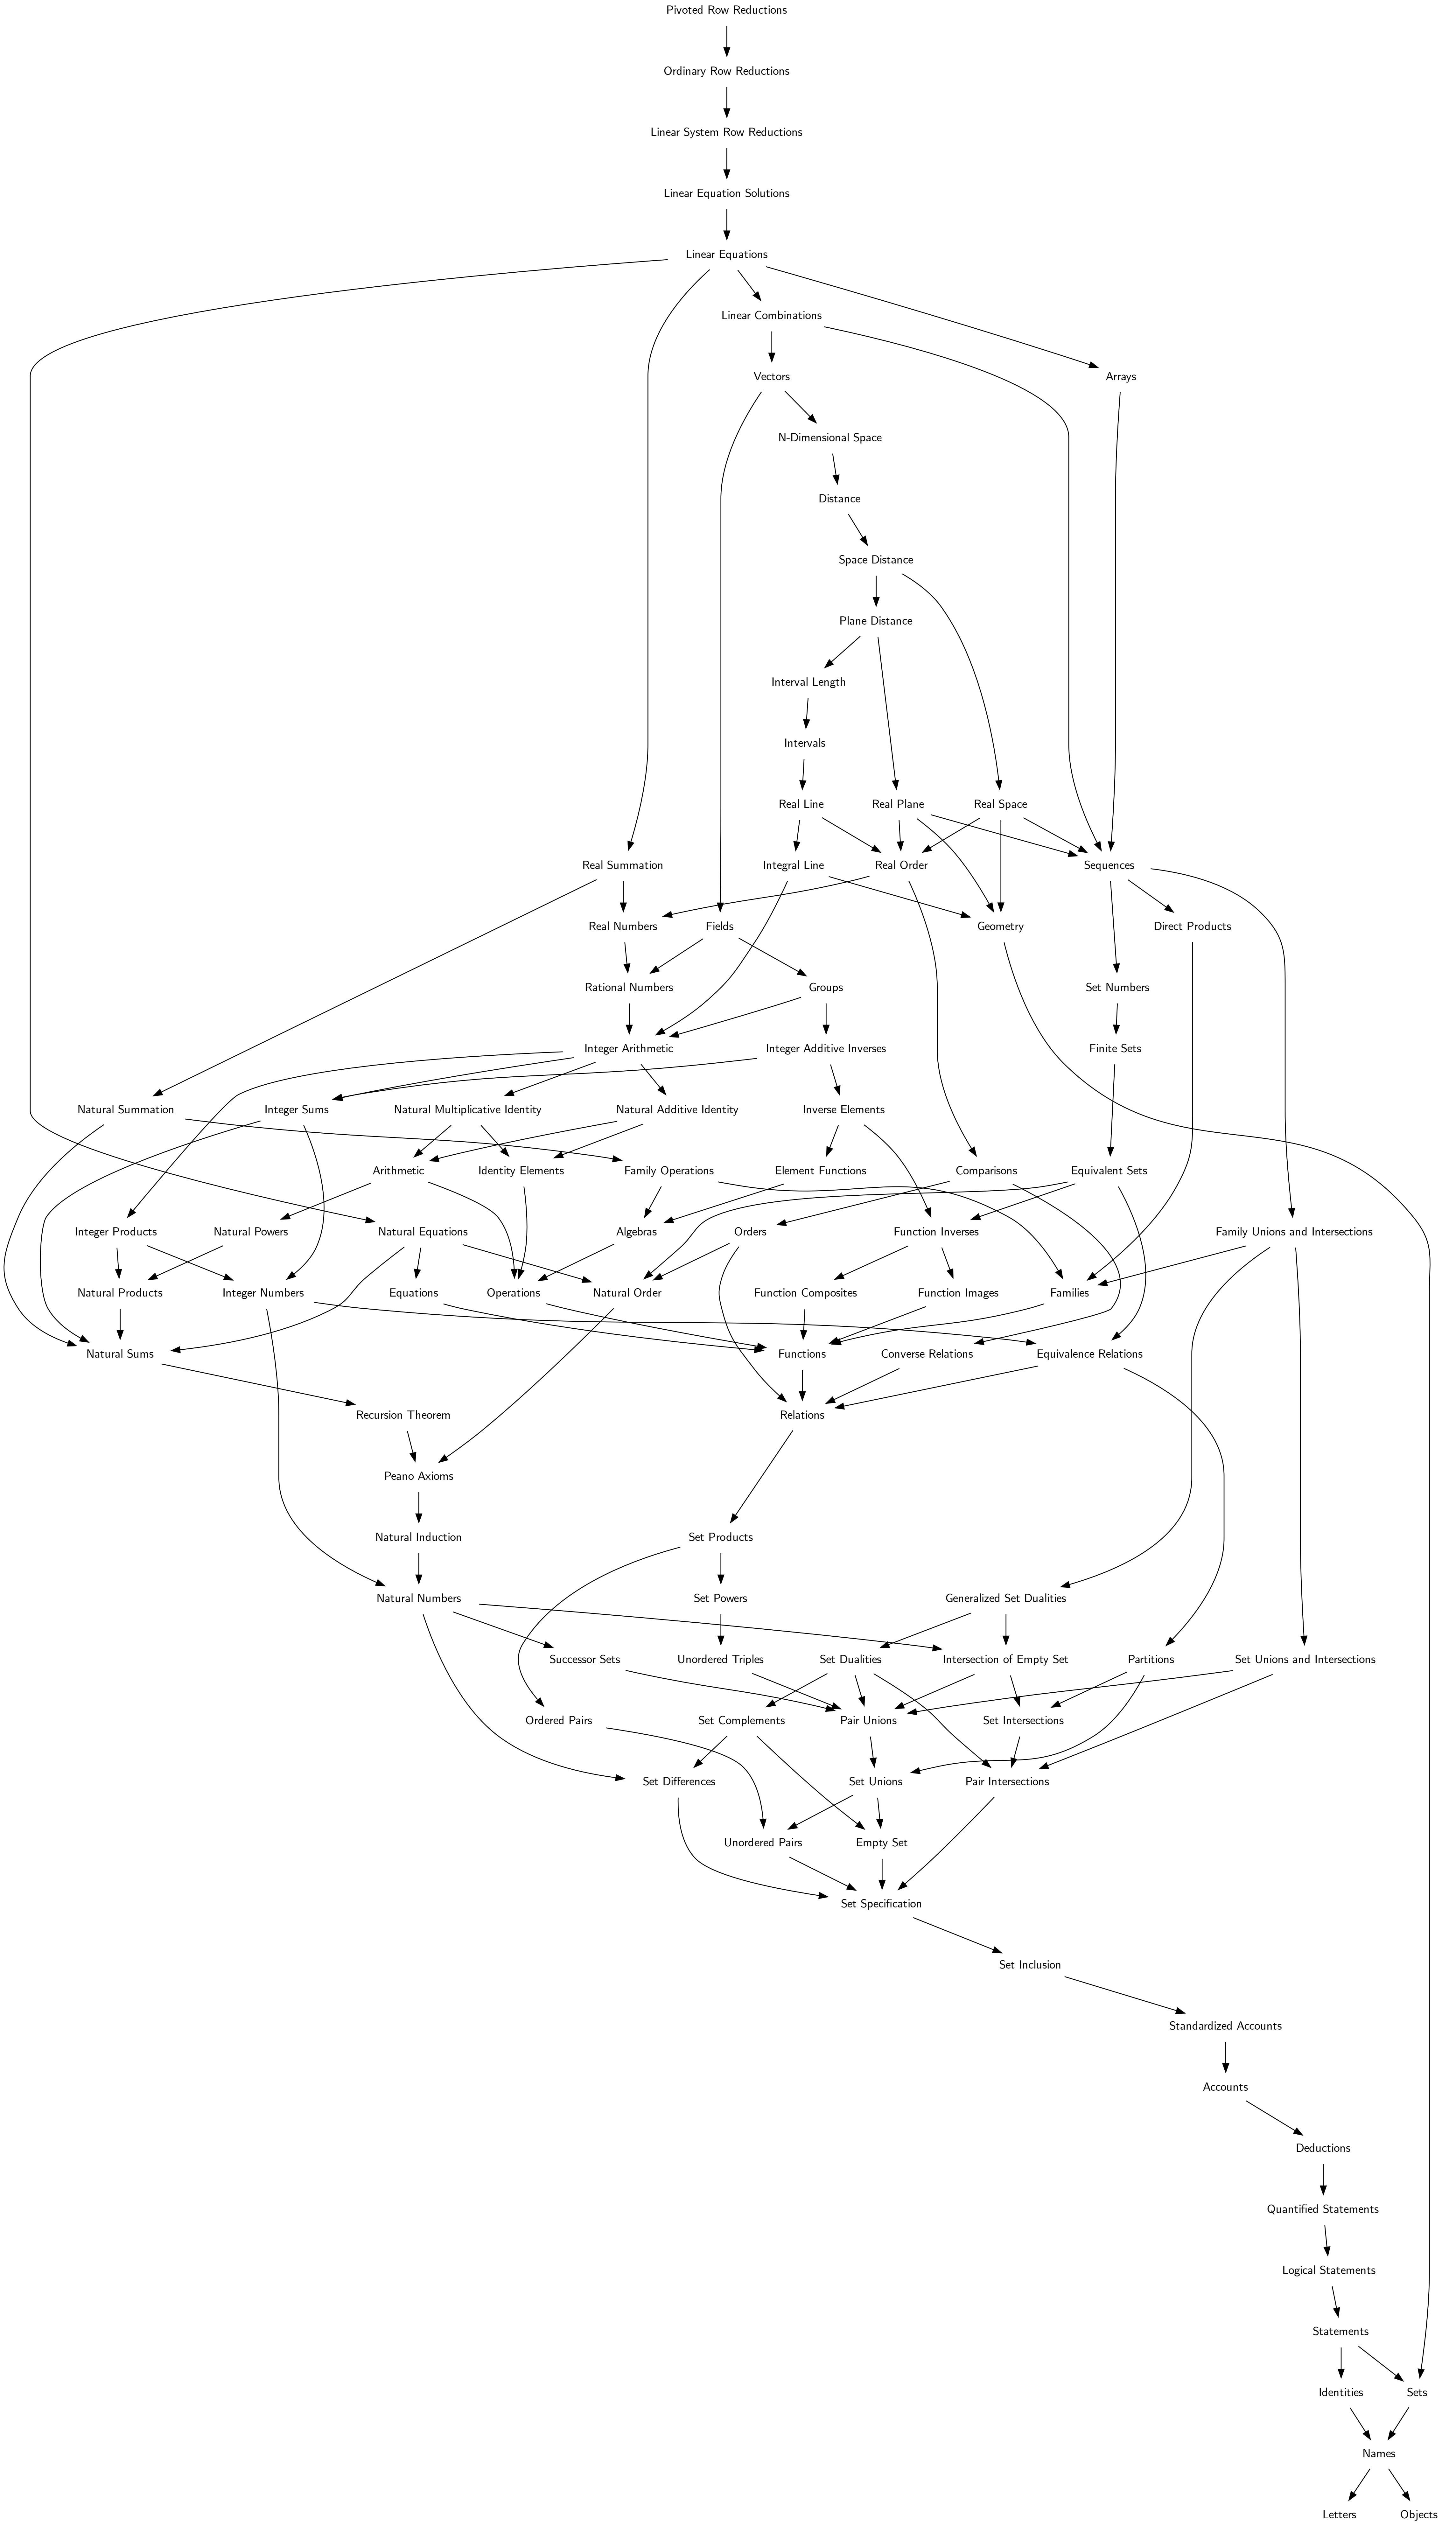 Pivoted Row Reductions
Ordinary Row Reductions
Linear System Row Reductions
Linear Equation Solutions
Linear Equations
Linear Combinations
Vectors
Arrays
N-Dimensional Space
Distance
Space Distance
Plane Distance
Interval Length
Intervals
Real Line
Real Plane
Real Space
Real Summation
Integral Line
Real Order
Sequences
Real Numbers
Fields
Geometry
Direct Products
Rational Numbers
Groups
Set Numbers
Integer Arithmetic
Integer Additive Inverses
Finite Sets
Natural Summation
Integer Sums
Natural Multiplicative Identity
Natural Additive Identity
Inverse Elements
Arithmetic
Identity Elements
Family Operations
Element Functions
Comparisons
Equivalent Sets
Integer Products
Natural Powers
Natural Equations
Algebras
Orders
Function Inverses
Family Unions and Intersections
Natural Products
Integer Numbers
Equations
Operations
Natural Order
Function Composites
Function Images
Families
Natural Sums
Functions
Converse Relations
Equivalence Relations
Recursion Theorem
Relations
Peano Axioms
Natural Induction
Set Products
Natural Numbers
Set Powers
Generalized Set Dualities
Successor Sets
Unordered Triples
Set Dualities
Intersection of Empty Set
Partitions
Set Unions and Intersections
Ordered Pairs
Set Complements
Pair Unions
Set Intersections
Set Differences
Set Unions
Pair Intersections
Unordered Pairs
Empty Set
Set Specification
Set Inclusion
Standardized Accounts
Accounts
Deductions
Quantified Statements
Logical Statements
Statements
Identities
Sets
Names
Letters
Objects